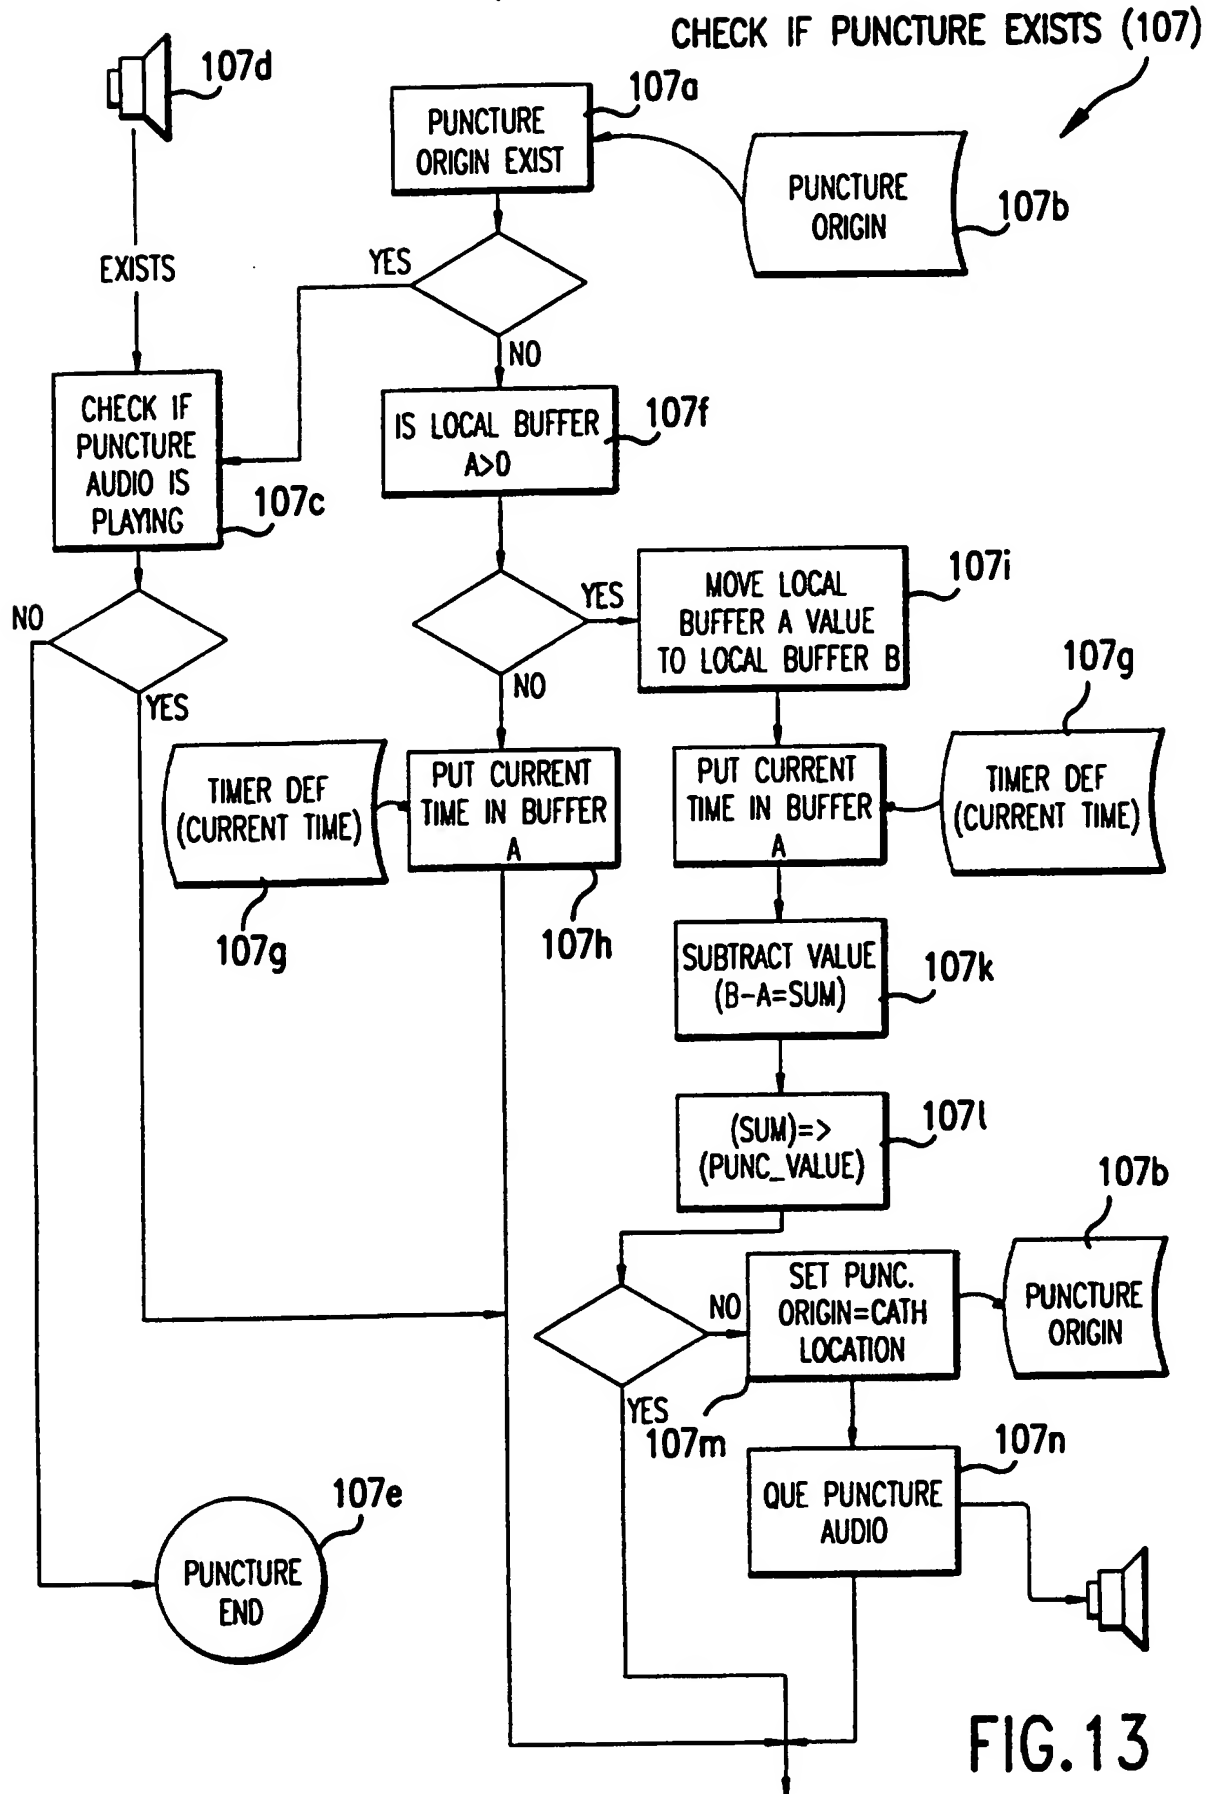 CHECK IF PUNCTURE EXISTS (107)
107d
107a
PUNCTURE
ORIGIN EXIST
PUNCTURE
ORIGIN
107b
EXISTS
YES
NO
CHECK IF
PUNCTURE
AUDIO IS
PLAYING
107c
IS LOCAL BUFFER
A>0
107f
NO
YES
YES
NO
MOVE LOCAL
BUFFER A VALUE
TO LOCAL BUFFER B
107i
107g
TIMER DEF
(CURRENT TIME)
107g
PUT CURRENT
TIME IN BUFFER
A
107h
PUT CURRENT
TIME IN BUFFER
A
TIMER DEF
(CURRENT TIME)
SUBTRACT VALUE
(B-A=SUM)
107k
(SUM)=>
(PUNC_VALUE)
107l
107b
NO
YES
SET PUNC.
ORIGIN=CATH
LOCATION
107m
PUNCTURE
ORIGIN
QUE PUNCTURE
AUDIO
107n
107e
PUNCTURE
END
FIG.13